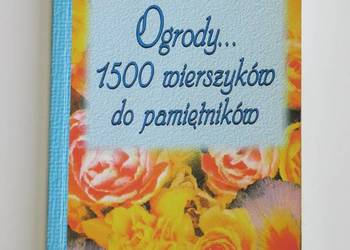 Ogrody...
1500 wierszyków
do pamiętników